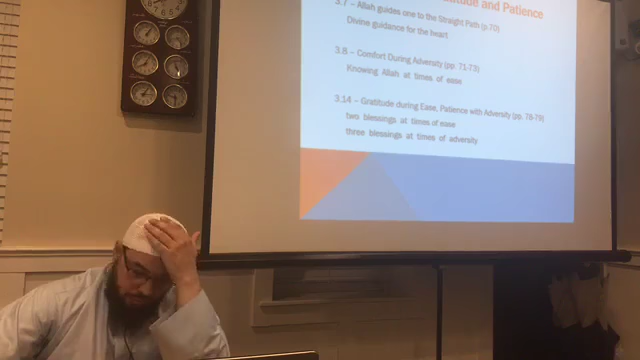 and Patience
3.7 – Allah guides one to the Straight Path (p.70)
Divine guidance for the heart
3.8 – Comfort During Adversity (pp. 71-73)
Knowing Allah at times of ease
3.14 – Gratitude during Ease, Patience with Adversity (pp. 78-79)
two blessings at times of ease
three blessings at times of adversity